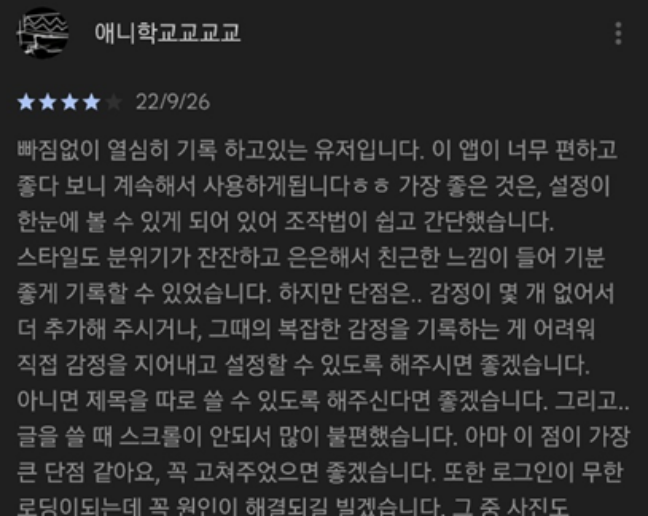 애니학교교교교
22/9/26
빠짐없이 열심히 기록 하고있는 유저입니다. 이 앱이 너무 편하고
좋다 보니 계속해서 사용하게됩니다ㅎㅎ 가장 좋은 것은, 설정이
한눈에 볼 수 있게 되어 있어 조작법이 쉽고 간단했습니다.
스타일도 분위기가 잔잔하고 은은해서 친근한 느낌이 들어 기분
좋게 기록할 수 있었습니다. 하지만 단점은.. 감정이 몇 개 없어서
더 추가해 주시거나, 그때의 복잡한 감정을 기록하는 게 어려워
직접 감정을 지어내고 설정할 수 있도록 해주시면 좋겠습니다.
아니면 제목을 따로 쓸 수 있도록 해주신다면 좋겠습니다. 그리고..
글을 쓸 때 스크롤이 안되서 많이 불편했습니다. 아마 이 점이 가장
큰 단점 같아요, 꼭 고쳐주었으면 좋겠습니다. 또한 로그인이 무한
로딩이되는데 꼭 원인이 해결되길 빌겠습니다. 그 중 사진도